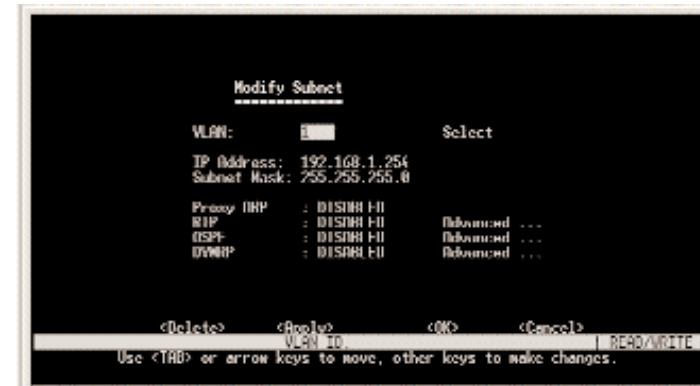 Modify Subnet
VLAN: 1 Select
IP Address: 192.168.1.254
Subnet Mask: 255.255.255.0
Proxy ARP : DISABLED
RIP : DISABLED Advanced ...
OSPF : DISABLED Advanced ...
DVMRP : DISABLED Advanced ...
<Delete> <Apply> <OK> <Cancel>
VLAN ID. READ/WRITE
Use <TAB> or arrow keys to move, other keys to make changes.